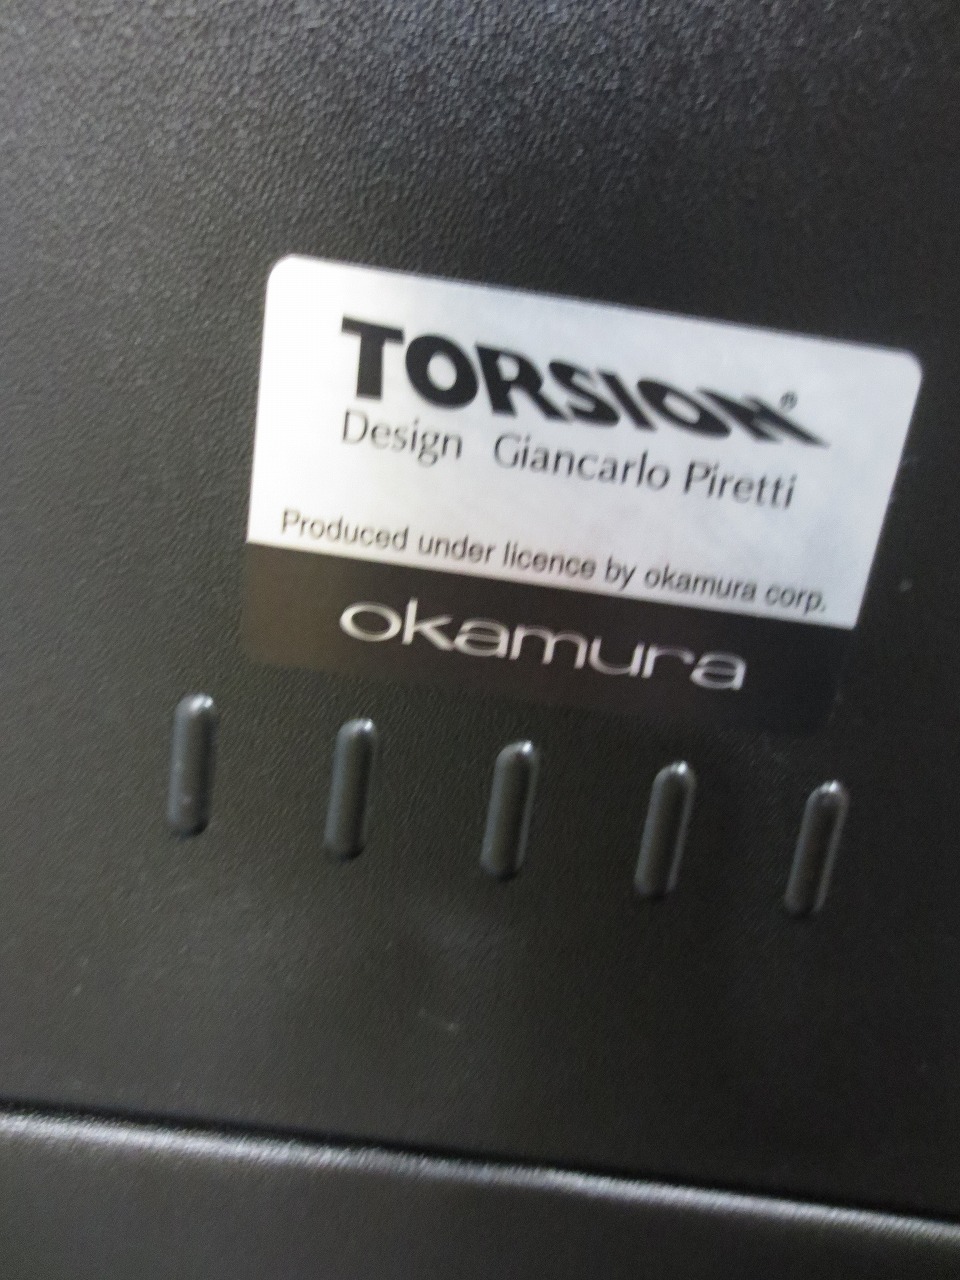 TORSION®
Design Giancarlo Piretti
Produced under licence by okamura corp.
okamura